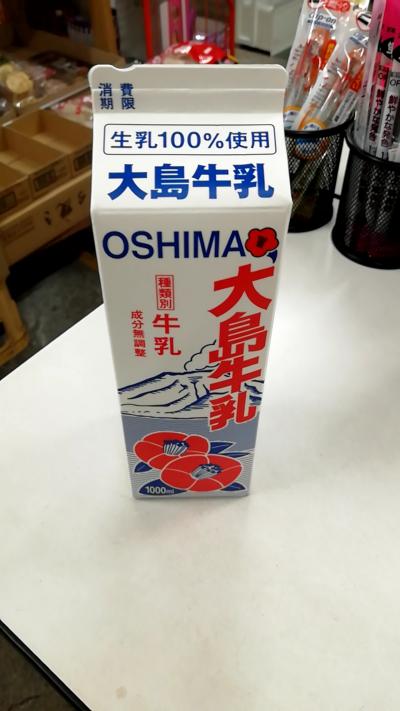 消費
期限
生乳100%使用
大島牛乳
OSHIMA
大島牛乳
種類別
牛乳
成分無調整
1000ml